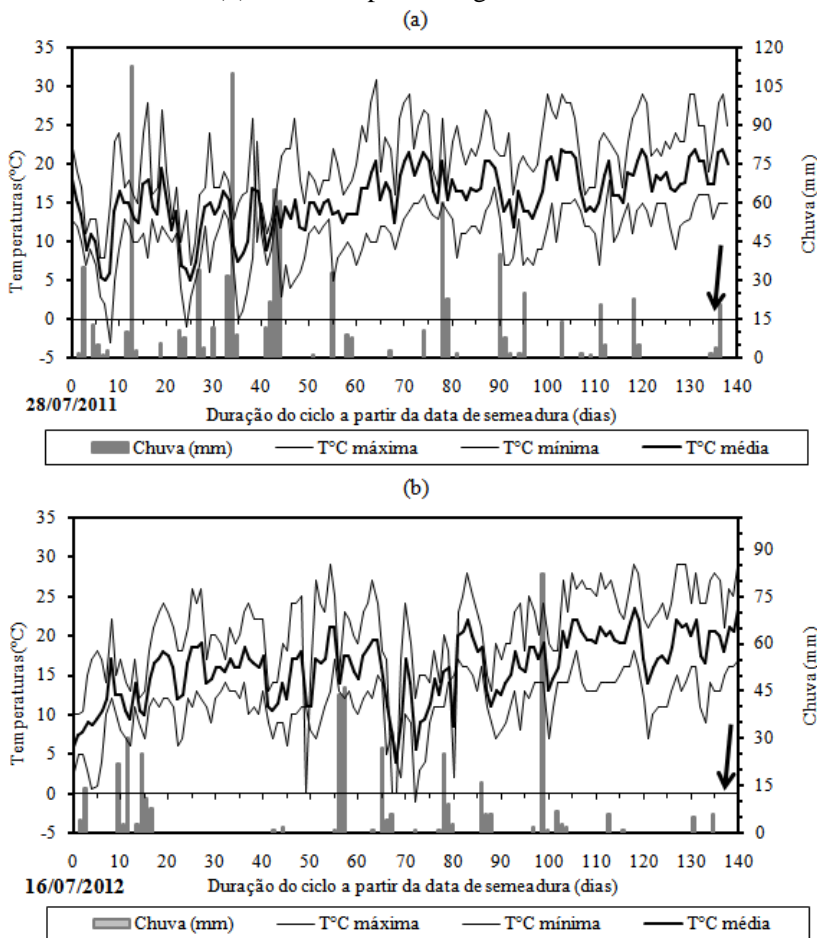 (a)
35 30 25 20 15 10 5 0 -5
Temperaturas(ºC)
120 105 90 75 60 45 30 15 0
Chuva (mm)
0 10 20 30 40 50 60 70 80 90 100 110 120 130 140
28/07/2011
Duração do ciclo a partir da data de semeadura (dias)
Chuva (mm) T°C máxima T°C mínima T°C média
(b)
35 30 25 20 15 10 5 0 -5
Temperaturas(ºC)
90 75 60 45 30 15 0
Chuva (mm)
0 10 20 30 40 50 60 70 80 90 100 110 120 130 140
16/07/2012
Duração do ciclo a partir da data de semeadura (dias)
Chuva (mm) T°C máxima T°C mínima T°C média